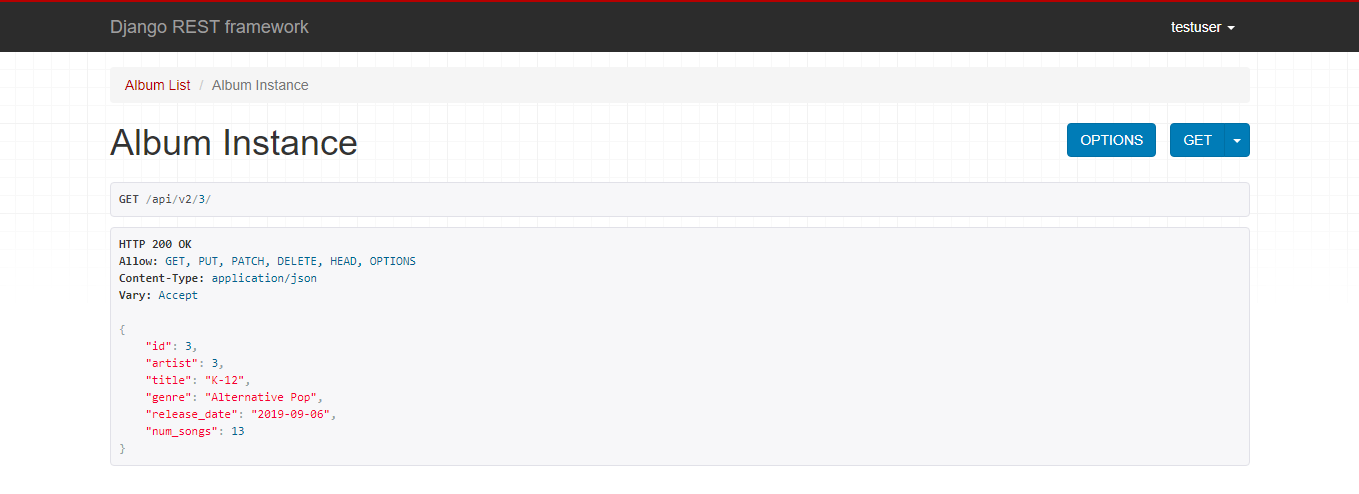 Django REST framework
testuser
Album List / Album Instance
Album Instance
OPTIONS
GET
GET /api/v2/3/
HTTP 200 OK
Allow: GET, PUT, PATCH, DELETE, HEAD, OPTIONS
Content-Type: application/json
Vary: Accept
{
    "id": 3,
    "artist": 3,
    "title": "K-12",
    "genre": "Alternative Pop",
    "release_date": "2019-09-06",
    "num_songs": 13
}